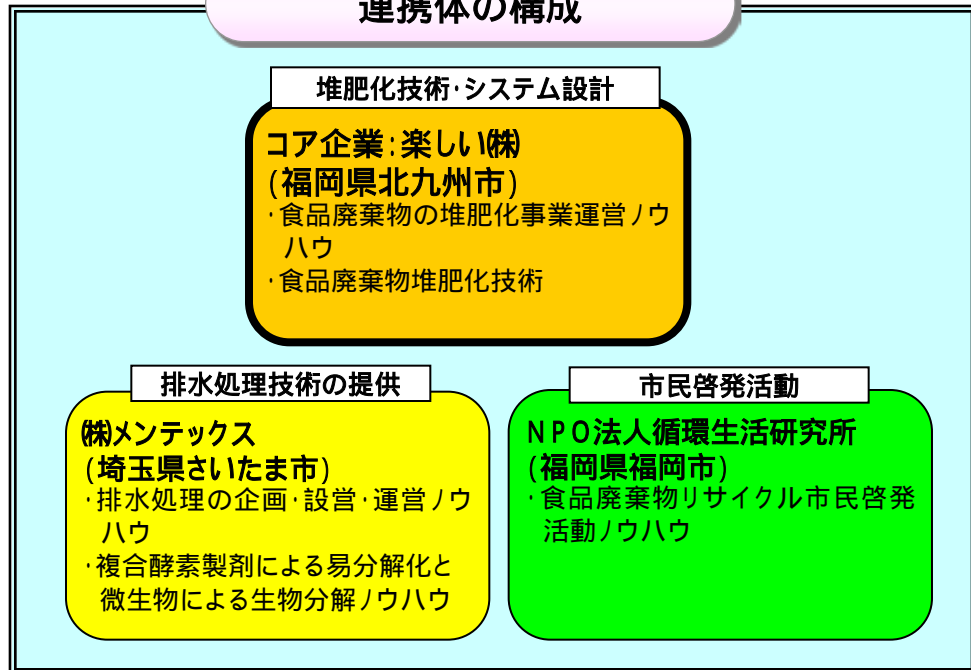 連携体の構成
堆肥化技術・システム設計
コア企業:楽しい㈱
(福岡県北九州市)
・食品廃棄物の堆肥化事業運営ノウ
ハウ
・食品廃棄物堆肥化技術
排水処理技術の提供
㈱メンテックス
(埼玉県さいたま市)
・排水処理の企画・設営・運営ノウ
ハウ
・複合酵素製剤による易分解化と
微生物による生物分解ノウハウ
市民啓発活動
NPO法人循環生活研究所
(福岡県福岡市)
・食品廃棄物リサイクル市民啓発
活動ノウハウ